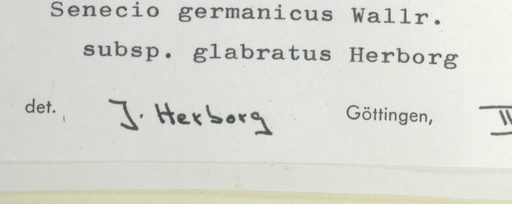 Senecio germanicus Wallr.
subsp. glabratus Herborg
det. J. Herborg Göttingen,